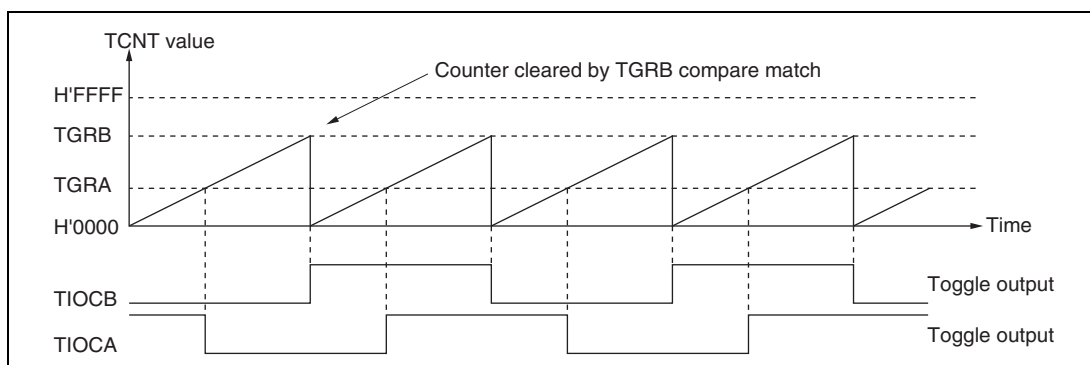 TCNT value
Counter cleared by TGRB compare match
H'FFFF
TGRB
TGRA
H'0000
Time
TIOCB
Toggle output
TIOCA
Toggle output